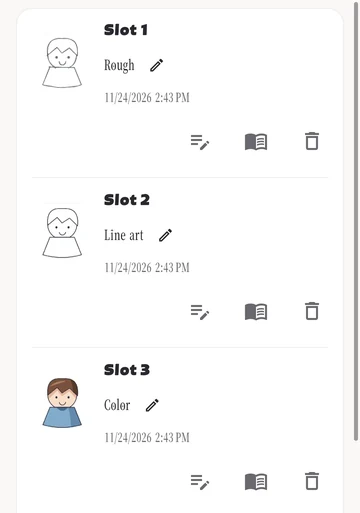 Slot 1
Rough
11/24/2026 2:43 PM
Slot 2
Line art
11/24/2026 2:43 PM
Slot 3
Color
11/24/2026 2:43 PM